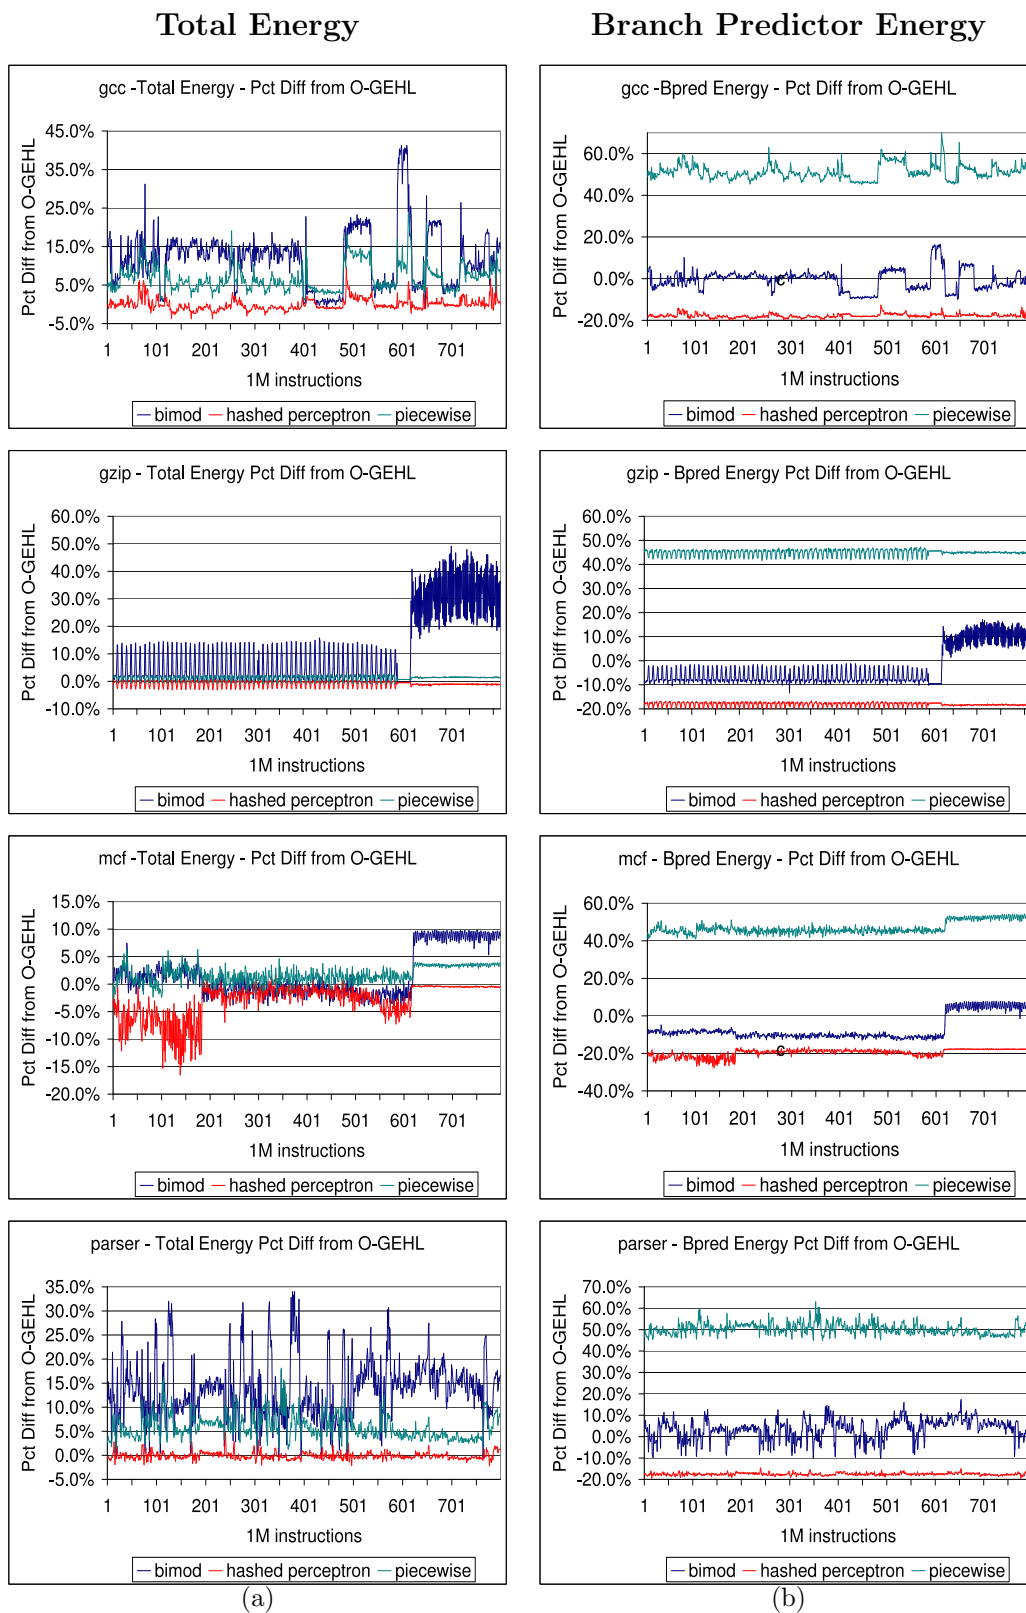 Total Energy Branch Predictor Energy
gcc -Total Energy - Pct Diff from O-GEHL
Pct Diff from O-GEHL
45.0%
35.0%
25.0%
15.0%
5.0%
-5.0%
1 101 201 301 401 501 601 701
1M instructions
bimod hashed perceptron piecewise
gcc -Bpred Energy - Pct Diff from O-GEHL
Pct Diff from O-GEHL
60.0%
40.0%
20.0%
0.0%
-20.0%
c
1 101 201 301 401 501 601 701
1M instructions
bimod hashed perceptron piecewise
gzip - Total Energy Pct Diff from O-GEHL
Pct Diff from O-GEHL
60.0%
50.0%
40.0%
30.0%
20.0%
10.0%
0.0%
-10.0%
1 101 201 301 401 501 601 701
1M instructions
bimod hashed perceptron piecewise
gzip - Bpred Energy Pct Diff from O-GEHL
Pct Diff from O-GEHL
60.0%
50.0%
40.0%
30.0%
20.0%
10.0%
0.0%
-10.0%
-20.0%
1 101 201 301 401 501 601 701
1M instructions
bimod hashed perceptron piecewise
mcf -Total Energy - Pct Diff from O-GEHL
Pct Diff from O-GEHL
15.0%
10.0%
5.0%
0.0%
-5.0%
-10.0%
-15.0%
-20.0%
1 101 201 301 401 501 601 701
1M instructions
bimod hashed perceptron piecewise
mcf - Bpred Energy - Pct Diff from O-GEHL
Pct Diff from O-GEHL
60.0%
40.0%
20.0%
0.0%
-20.0%
-40.0%
c
1 101 201 301 401 501 601 701
1M instructions
bimod hashed perceptron piecewise
parser - Total Energy Pct Diff from O-GEHL
Pct Diff from O-GEHL
35.0%
30.0%
25.0%
20.0%
15.0%
10.0%
5.0%
0.0%
-5.0%
1 101 201 301 401 501 601 701
1M instructions
bimod hashed perceptron piecewise
parser - Bpred Energy Pct Diff from O-GEHL
Pct Diff from O-GEHL
70.0%
60.0%
50.0%
40.0%
30.0%
20.0%
10.0%
0.0%
-10.0%
-20.0%
1 101 201 301 401 501 601 701
1M instructions
bimod hashed perceptron piecewise
(a) (b)